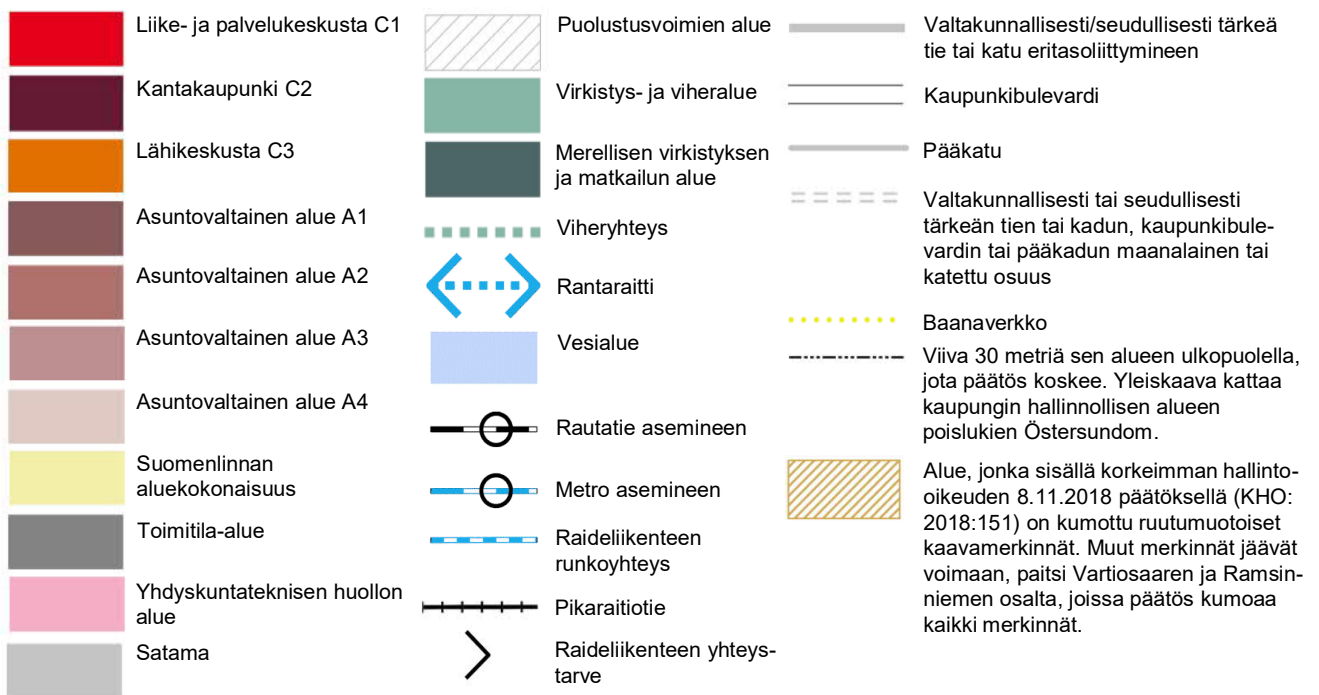 Liike- ja palvelukeskusta C1
Kantakaupunki C2
Lähikeskusta C3
Asuntovaltainen alue A1
Asuntovaltainen alue A2
Asuntovaltainen alue A3
Asuntovaltainen alue A4
Suomenlinnan
aluekokonaisuus
Toimitila-alue
Yhdyskuntateknisen huollon
alue
Satama
Puolustusvoimien alue
Virkistys- ja viheralue
Merellisen virkistyksen
ja matkailun alue
Viheryhteys
Rantaraitti
Vesialue
Rautatie asemineen
Metro asemineen
Raideliikenteen
runkoyhteys
Pikaraitiotie
Raideliikenteen yhteys-
tarve
Valtakunnallisesti/seudullisesti tärkeä
tie tai katu eritasoliittymineen
Kaupunkibulevardi
Pääkatu
Valtakunnallisesti tai seudullisesti
tärkeän tien tai kadun, kaupunkibule-
vardin tai pääkadun maanalainen tai
katettu osuus
Baanaverkko
Viiva 30 metriä sen alueen ulkopuolella,
jota päätös koskee. Yleiskaava kattaa
kaupungin hallinnollisen alueen
poislukien Östersundom.
Alue, jonka sisällä korkeimman hallinto-
oikeuden 8.11.2018 päätöksellä (KHO:
2018:151) on kumottu ruutumuotoiset
kaavamerkinnät. Muut merkinnät jäävät
voimaan, paitsi Vartiosaaren ja Ramsin-
niemen osalta, joissa päätös kumoaa
kaikki merkinnät.